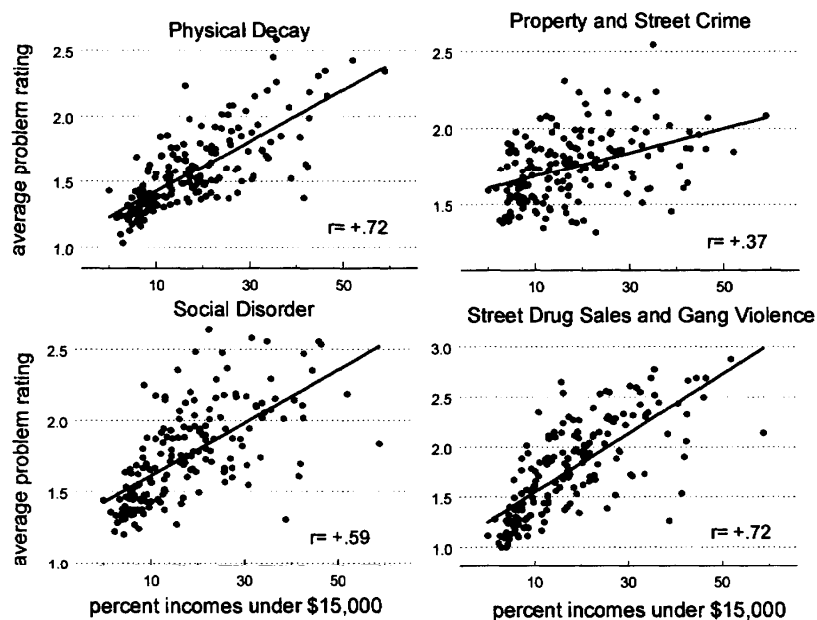 Physical Decay
average problem rating
2.5
2.0
1.5
1.0
r= +.72
10
30
50
Property and Street Crime
2.5
2.0
1.5
r= +.37
10
30
50
Social Disorder
average problem rating
2.5
2.0
1.5
1.0
r= +.59
10
30
50
percent incomes under $15,000
Street Drug Sales and Gang Violence
3.0
2.5
2.0
1.5
1.0
r= +.72
10
30
50
percent incomes under $15,000